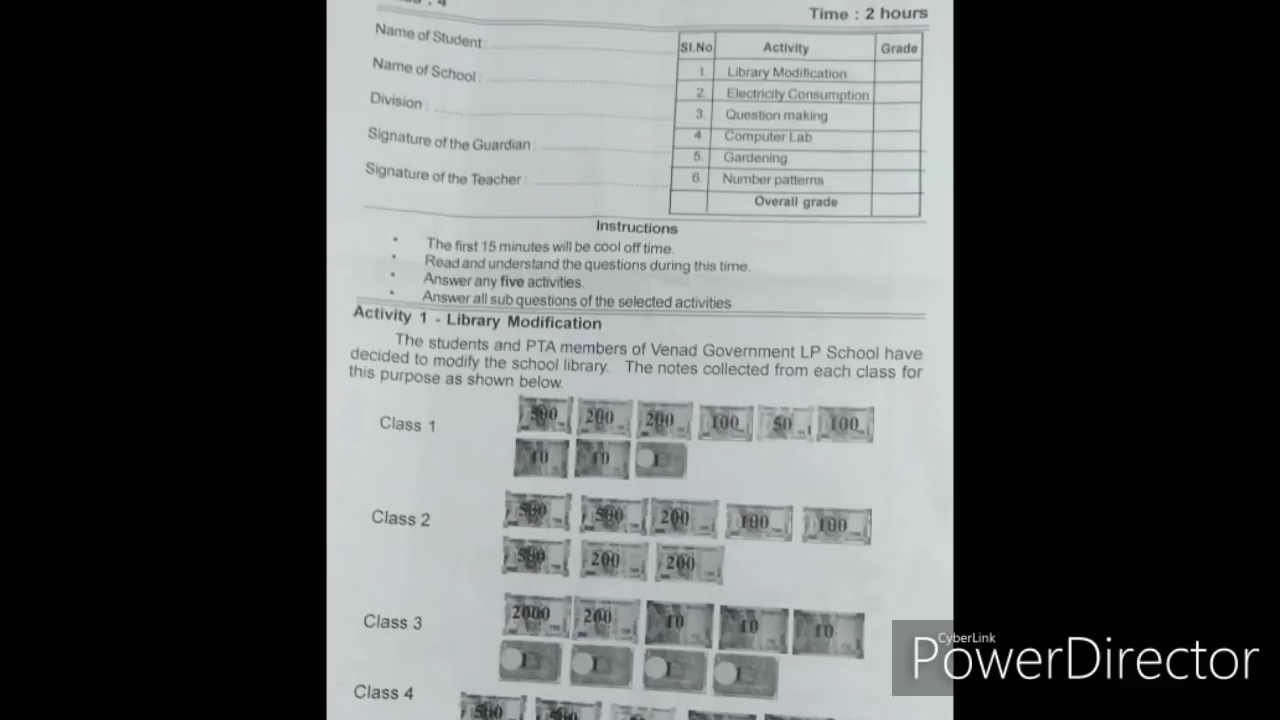 : 4
Time : 2 hours
Name of Student :
Name of School :
Division :
Signature of the Guardian :
Signature of the Teacher :
Sl.No Activity Grade
1. Library Modification
2. Electricity Consumption
3. Question making
4. Computer Lab
5. Gardening
6. Number patterns
Overall grade
Instructions
• The first 15 minutes will be cool off time.
• Read and understand the questions during this time.
• Answer any five activities.
• Answer all sub questions of the selected activities
Activity 1 - Library Modification
The students and PTA members of Venad Government LP School have
decided to modify the school library. The notes collected from each class for
this purpose as shown below.
Class 1
500 200 200 100 50 100
10 10 1
Class 2
500 500 200 100 100
500 200 200
Class 3
2000 200 10 10 10
1 1 1 1
Class 4
500 500
CyberLink
PowerDirector